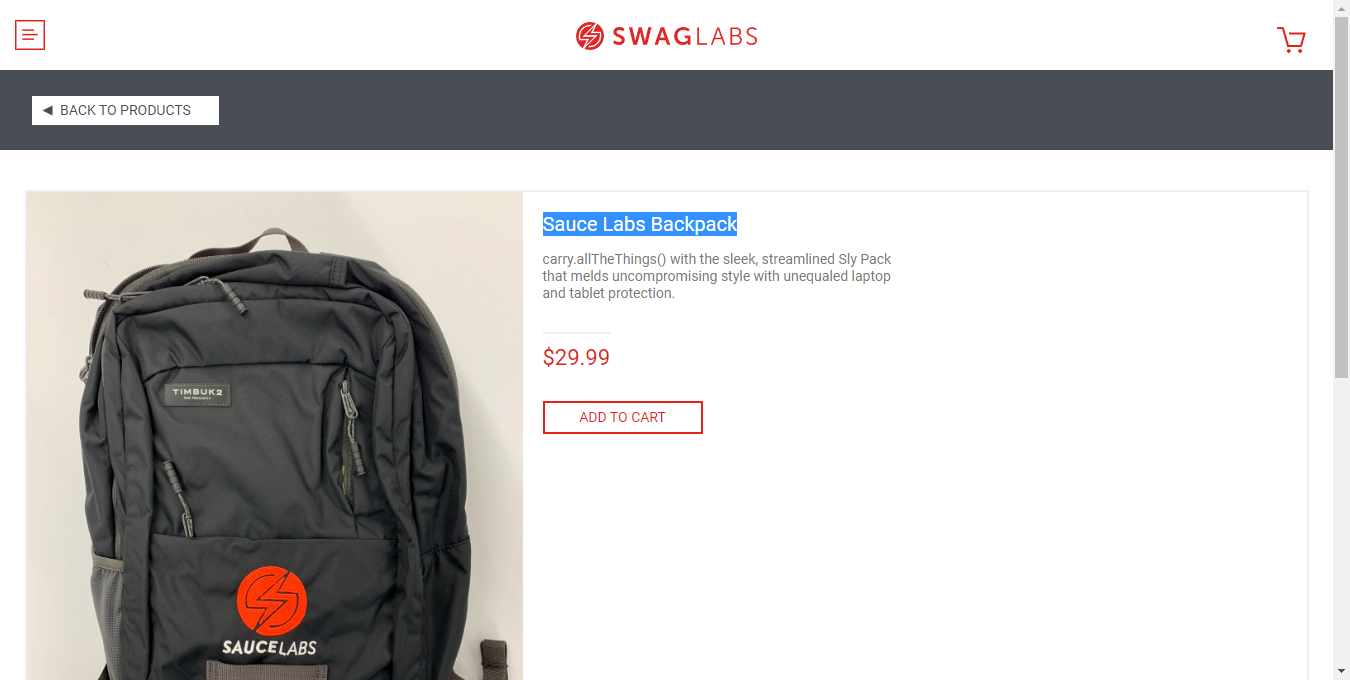 SWAGLABS
BACK TO PRODUCTS
Sauce Labs Backpack
carry.allTheThings() with the sleek, streamlined Sly Pack
that melds uncompromising style with unequaled laptop
and tablet protection.
$29.99
ADD TO CART
TIMBUK2
SAUCELABS